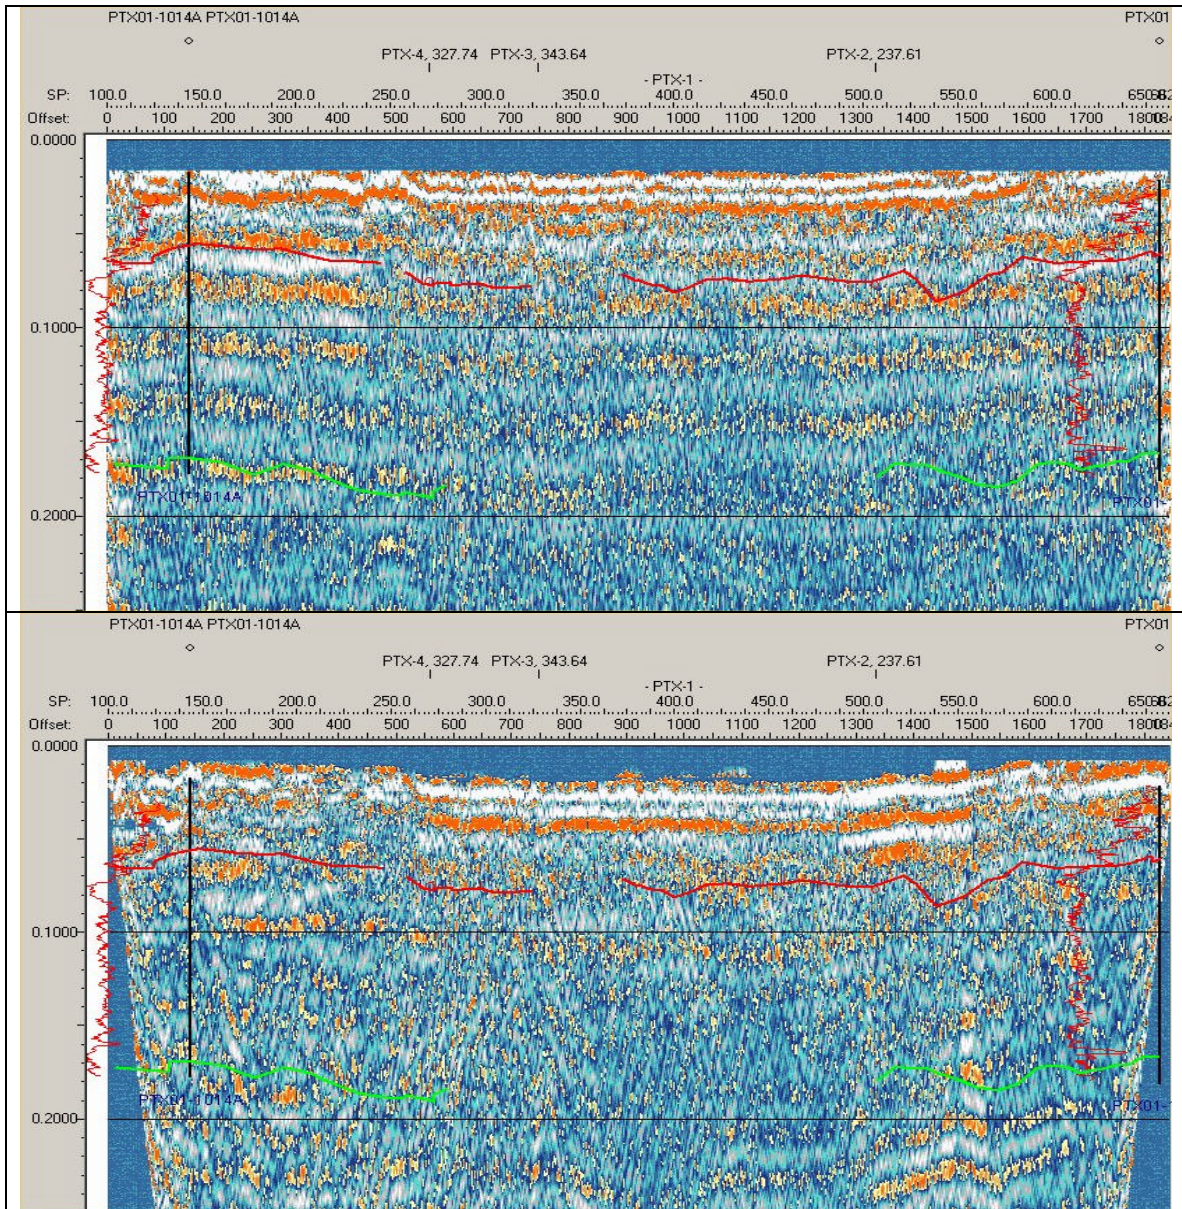 PTX01-1014A PTX01-1014A PTX01
PTX-4, 327.74 PTX-3, 343.64 PTX-2, 237.61
- PTX-1 -
SP: 100.0 150.0 200.0 250.0 300.0 350.0 400.0 450.0 500.0 550.0 600.0
Offset: 0 100 200 300 400 500 600 700 800 900 1000 1100 1200 1300 1400 1500 1600 1700
0.0000
0.1000
PTX01-1014A PTX01-
0.2000
PTX01-1014A PTX01-1014A PTX01
PTX-4, 327.74 PTX-3, 343.64 PTX-2, 237.61
- PTX-1 -
SP: 100.0 150.0 200.0 250.0 300.0 350.0 400.0 450.0 500.0 550.0 600.0
Offset: 0 100 200 300 400 500 600 700 800 900 1000 1100 1200 1300 1400 1500 1600 1700
0.0000
0.1000
PTX01-1014A PTX01-
0.2000